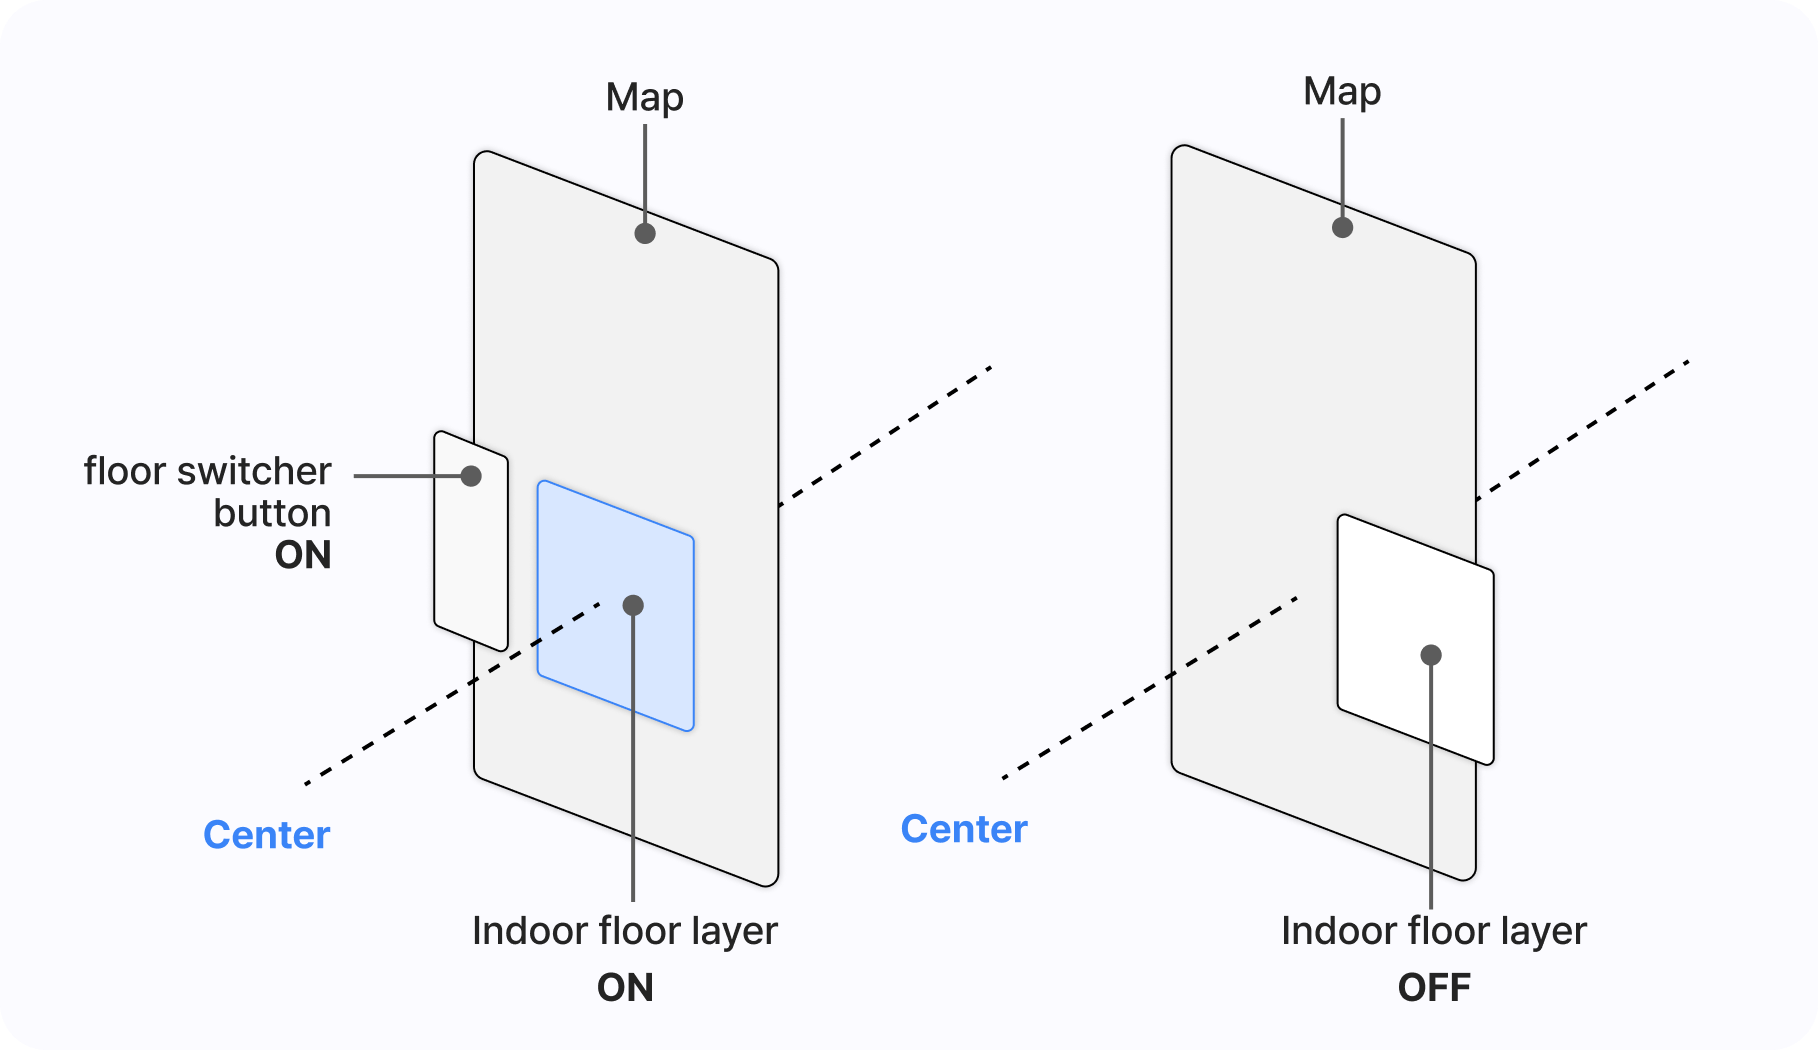 Map
floor switcher
button
ON
Center
Indoor floor layer
ON
Map
Center
Indoor floor layer
OFF